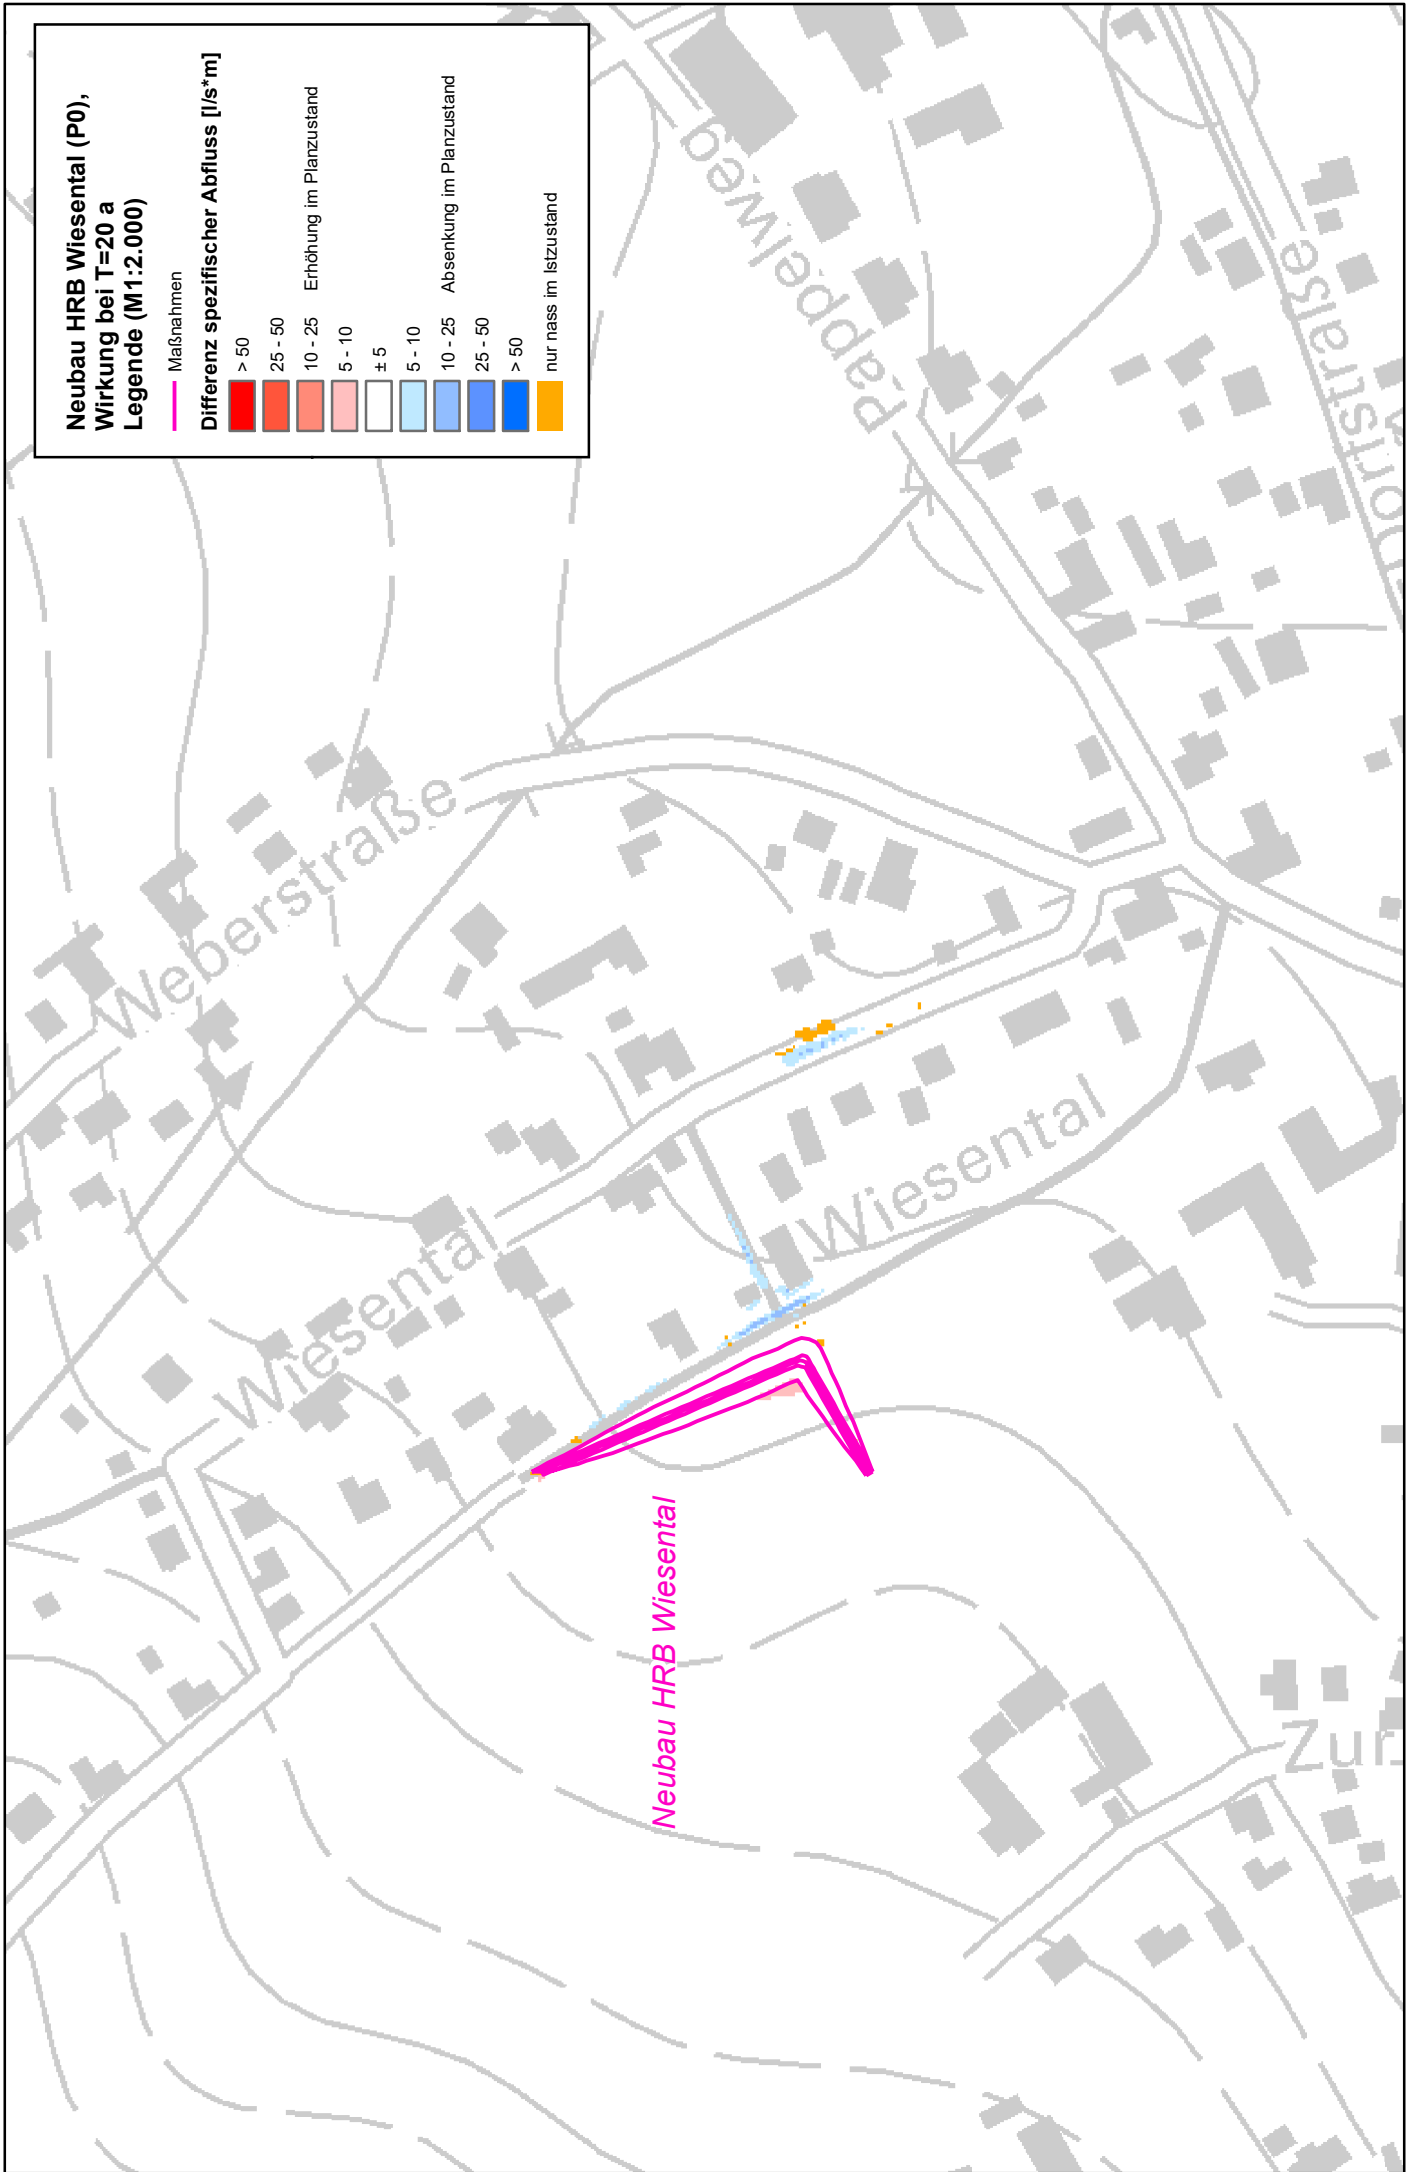 Neubau HRB Wiesental (P0),
Wirkung bei T=20 a
Legende (M1:2.000)
Maßnahmen
Differenz spezifischer Abfluss [l/s*m]
> 50
25 - 50
10 - 25 Erhöhung im Planzustand
5 - 10
± 5
5 - 10
10 - 25 Absenkung im Planzustand
25 - 50
> 50
nur nass im Istzustand
Weberstraße
Pappelweg
Wiesental
Wiesental
Neubau HRB Wiesental
Zur